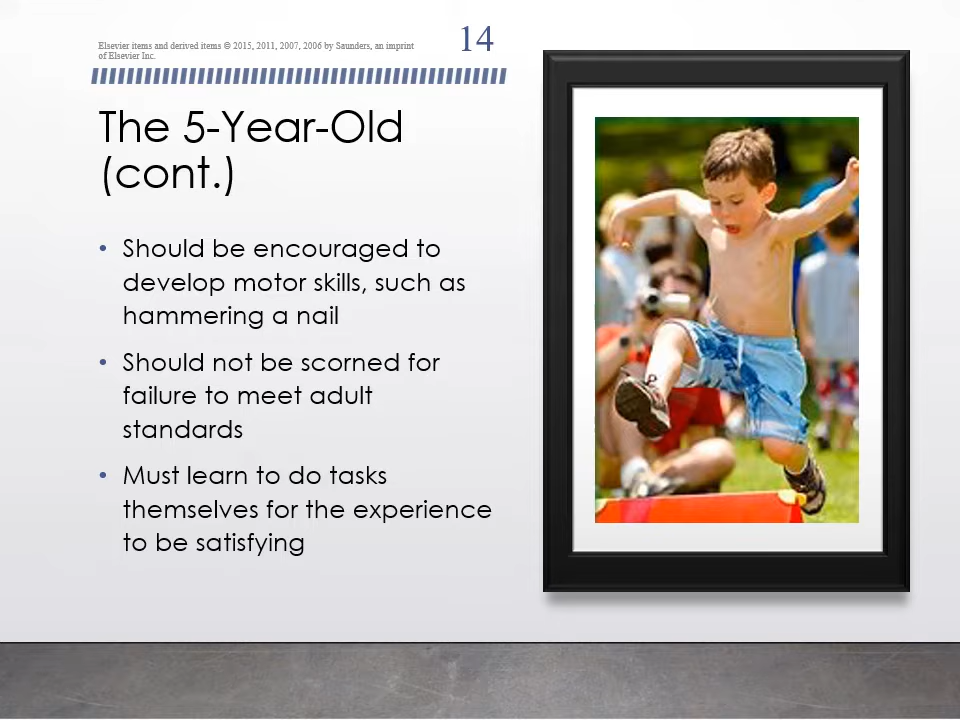 Elsevier items and derived items © 2015, 2011, 2007, 2006 by Saunders, an imprint
of Elsevier Inc.
14
The 5-Year-Old
(cont.)
• Should be encouraged to
develop motor skills, such as
hammering a nail
• Should not be scorned for
failure to meet adult
standards
• Must learn to do tasks
themselves for the experience
to be satisfying